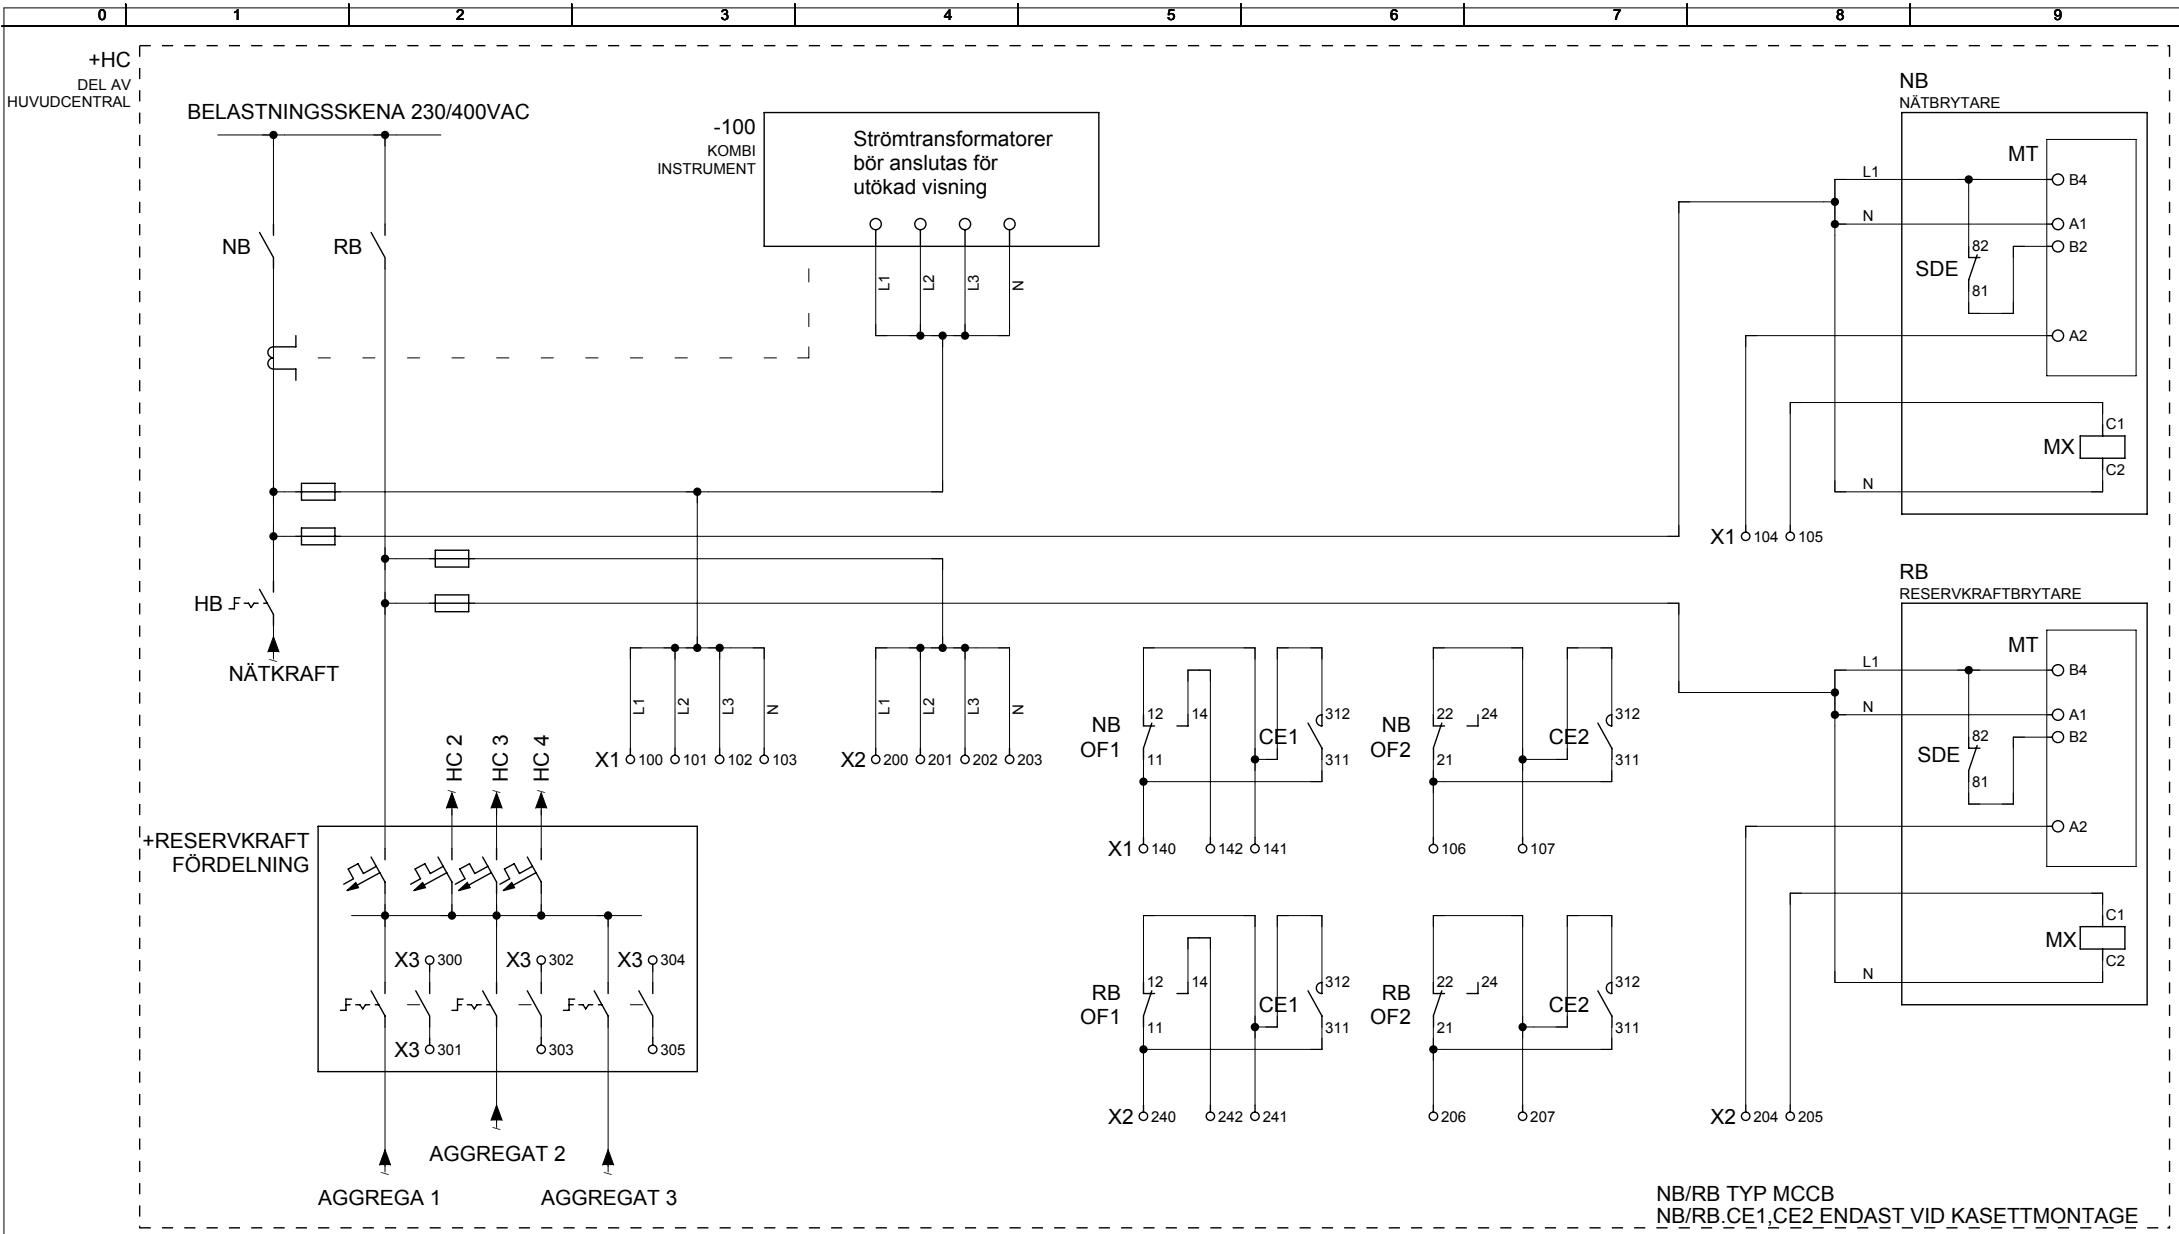 0 1 2 3 4 5 6 7 8 9
+HC
DEL AV
HUVUDCENTRAL
BELASTNINGSSKENA 230/400VAC
NB
RB
HB
NÄTKRAFT
-100
KOMBI
INSTRUMENT
Strömtransformatorer
bör anslutas för
utökad visning
L1 L2 L3 N
NB
NÄTBRYTARE
MT
L1
B4
N
A1
B2
82
SDE
81
A2
C1
MX
C2
N
X1 104 105
RB
RESERVKRAFTBRYTARE
MT
L1
B4
N
A1
B2
82
SDE
81
A2
C1
MX
C2
N
X2 204 205
L1 L2 L3 N
X1 100 101 102 103
L1 L2 L3 N
X2 200 201 202 203
NB
OF1
12 14
11
CE1
312
311
X1 140 142 141
NB
OF2
22 24
21
CE2
312
311
106 107
RB
OF1
12 14
11
CE1
312
311
X2 240 242 241
RB
OF2
22 24
21
CE2
312
311
206 207
HC 2
HC 3
HC 4
+RESERVKRAFT
FÖRDELNING
X3 300 X3 302 X3 304
X3 301 303 305
AGGREGAT 2
AGGREGA 1
AGGREGAT 3
NB/RB TYP MCCB
NB/RB.CE1,CE2 ENDAST VID KASETTMONTAGE